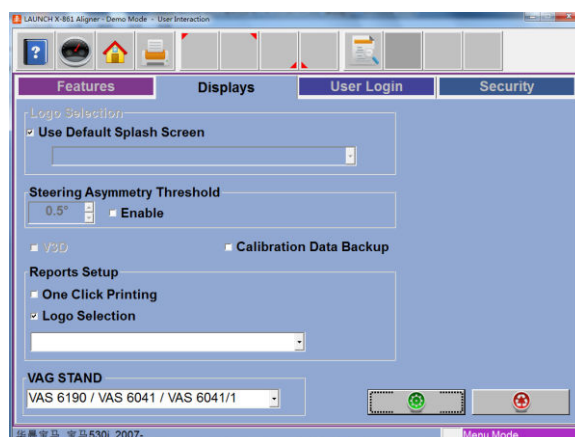 LAUNCH X-861 Aligner - Demo Mode - User Interaction
Features
Displays
User Login
Security
Logo Selection
Use Default Splash Screen
Steering Asymmetry Threshold
0.5°
Enable
V3D
Calibration Data Backup
Reports Setup
One Click Printing
Logo Selection
VAG STAND
VAS 6190 / VAS 6041 / VAS 6041/1
华晨宝马, 宝马530i, 2007-
Menu Mode